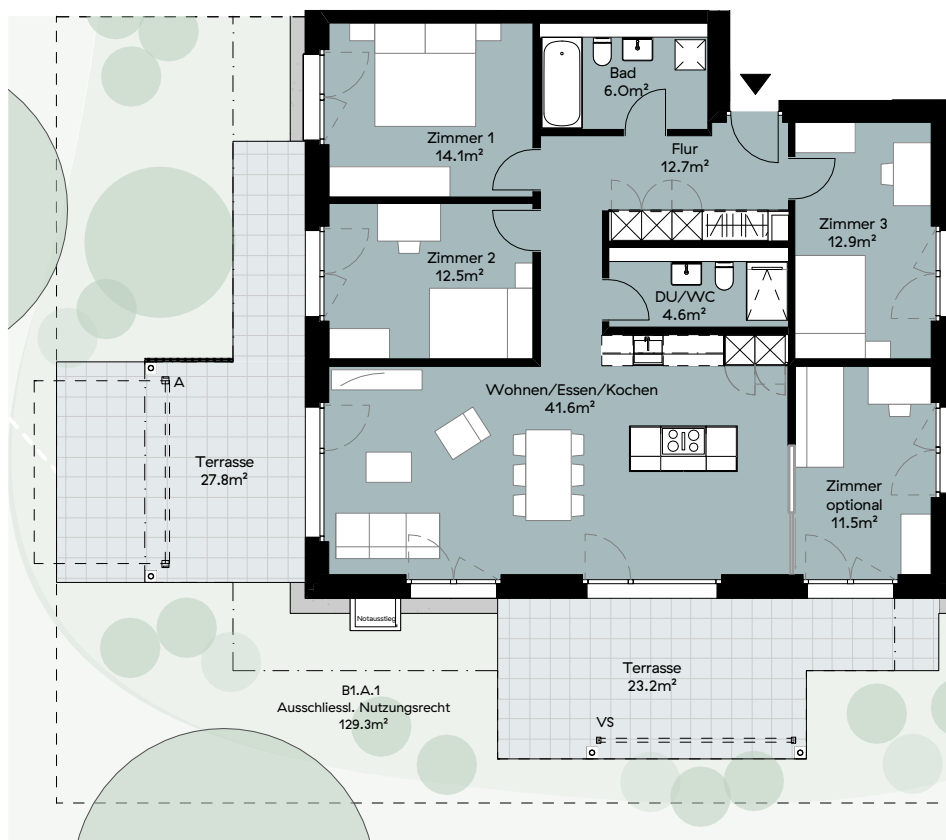 Bad
6.0m²
Zimmer 1
14.1m²
Flur
12.7m²
Zimmer 3
12.9m²
Zimmer 2
12.5m²
DU/WC
4.6m²
A
Wohnen/Essen/Kochen
41.6m²
Terrasse
27.8m²
Zimmer
optional
11.5m²
Notausstieg
Terrasse
23.2m²
B1.A.1
Ausschliessl. Nutzungsrecht
129.3m²
VS